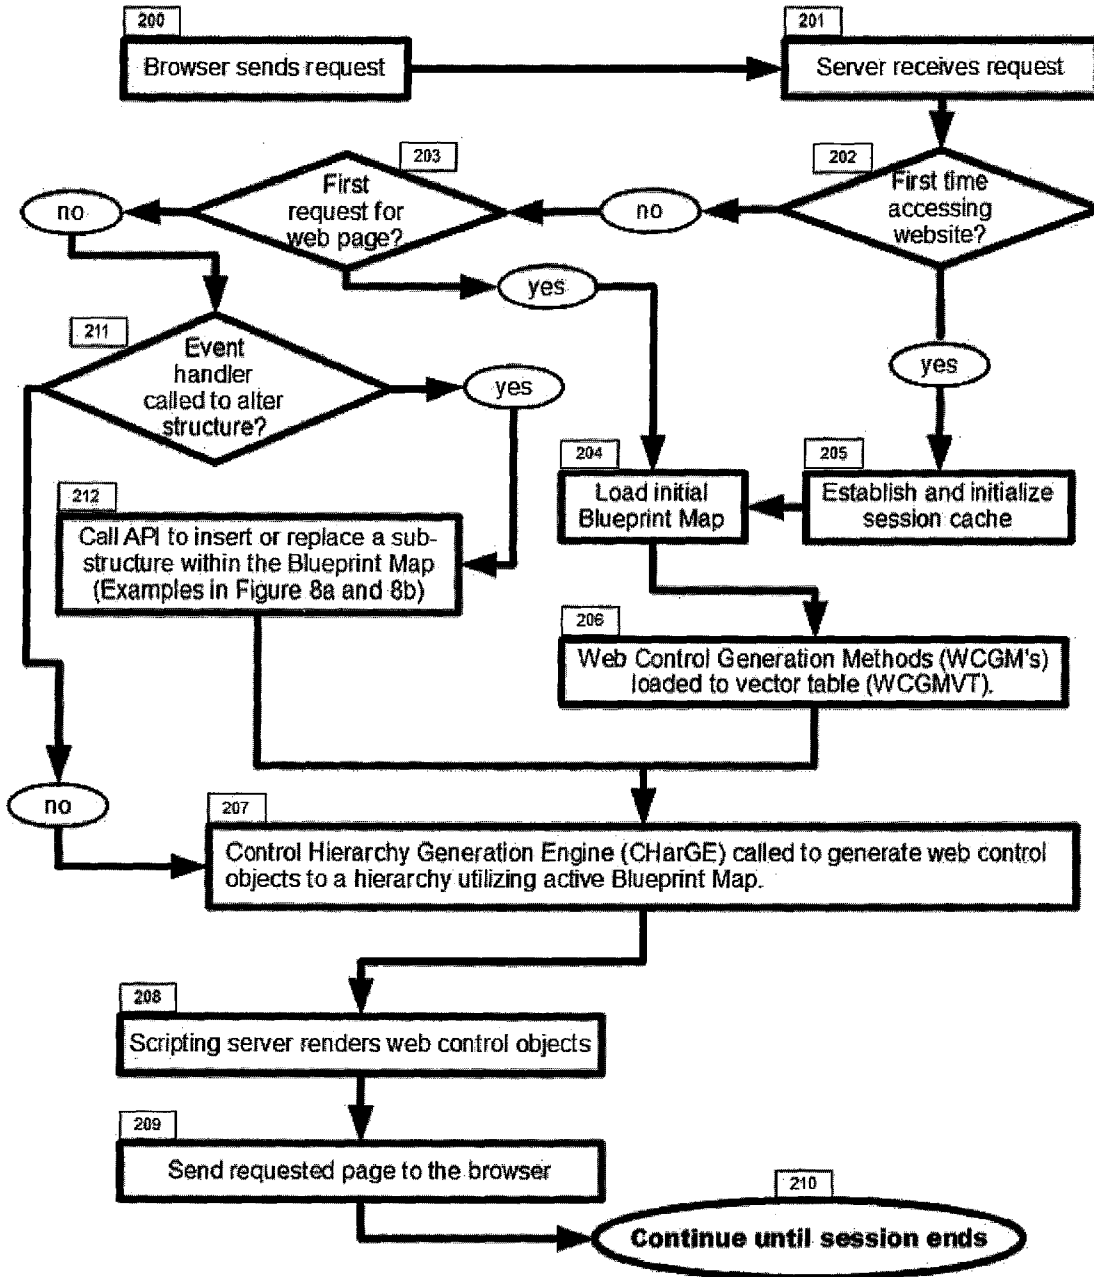 200
Browser sends request
201
Server receives request
202
First time
accessing
website?
203
First
request for
web page?
no
no
yes
yes
211
Event
handler
called to alter
structure?
yes
204
Load initial
Blueprint Map
205
Establish and initialize
session cache
212
Call API to insert or replace a sub-
structure within the Blueprint Map
(Examples in Figure 8a and 8b)
206
Web Control Generation Methods (WCGM's)
loaded to vector table (WCGMVT).
no
207
Control Hierarchy Generation Engine (CHarGE) called to generate web control
objects to a hierarchy utilizing active Blueprint Map.
208
Scripting server renders web control objects
209
Send requested page to the browser
210
Continue until session ends